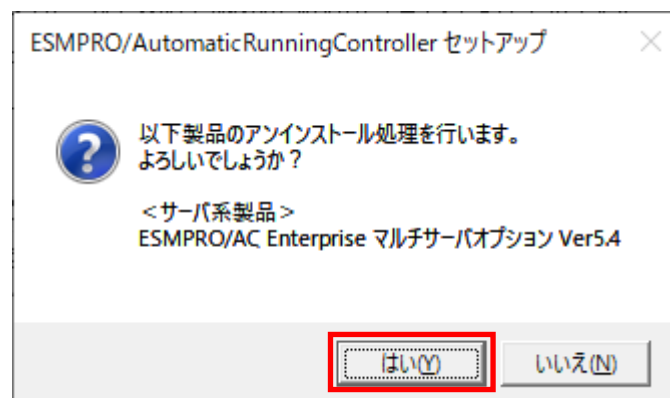 ESMPRO/AutomaticRunningController セットアップ
以下製品のアンインストール処理を行います。
よろしいでしょうか？
＜サーバ系製品＞
ESMPRO/AC Enterprise マルチサーバオプション Ver5.4
はい(Y)
いいえ(N)